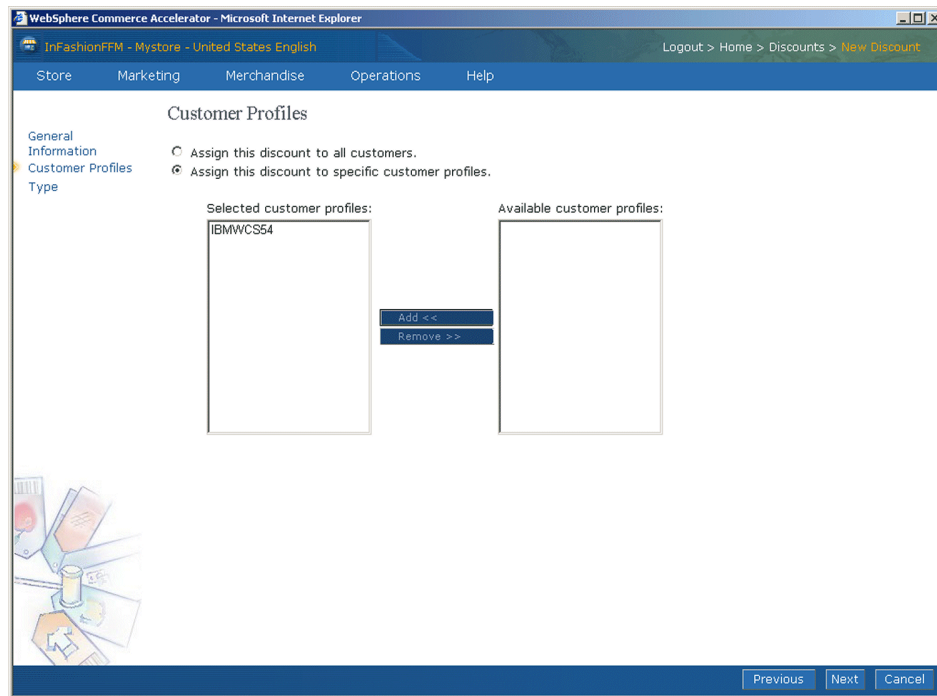 WebSphere Commerce Accelerator - Microsoft Internet Explorer
InFashionFFM - Mystore - United States English
Logout > Home > Discounts > New Discount
Store Marketing Merchandise Operations Help
Customer Profiles
General
Information
Customer Profiles
Type
Assign this discount to all customers.
Assign this discount to specific customer profiles.
Selected customer profiles:
Available customer profiles:
IBMWCS54
Add <<
Remove >>
Previous Next Cancel